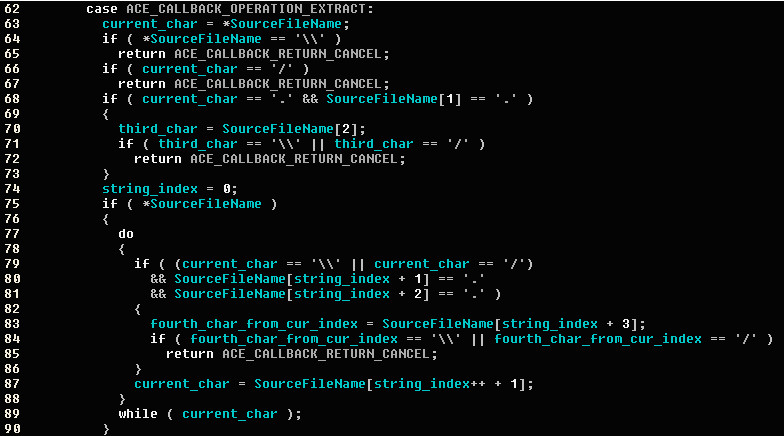 62 case ACE_CALLBACK_OPERATION_EXTRACT:
63 current_char = *SourceFileName;
64 if ( *SourceFileName == '\\' )
65 return ACE_CALLBACK_RETURN_CANCEL;
66 if ( current_char == '/' )
67 return ACE_CALLBACK_RETURN_CANCEL;
68 if ( current_char == '.' && SourceFileName[1] == '.' )
69 {
70 third_char = SourceFileName[2];
71 if ( third_char == '\\' || third_char == '/' )
72 return ACE_CALLBACK_RETURN_CANCEL;
73 }
74 string_index = 0;
75 if ( *SourceFileName )
76 {
77 do
78 {
79 if ( (current_char == '\\' || current_char == '/')
80 && SourceFileName[string_index + 1] == '.'
81 && SourceFileName[string_index + 2] == '.' )
82 {
83 fourth_char_from_cur_index = SourceFileName[string_index + 3];
84 if ( fourth_char_from_cur_index == '\\' || fourth_char_from_cur_index == '/' )
85 return ACE_CALLBACK_RETURN_CANCEL;
86 }
87 current_char = SourceFileName[string_index++ + 1];
88 }
89 while ( current_char );
90 }